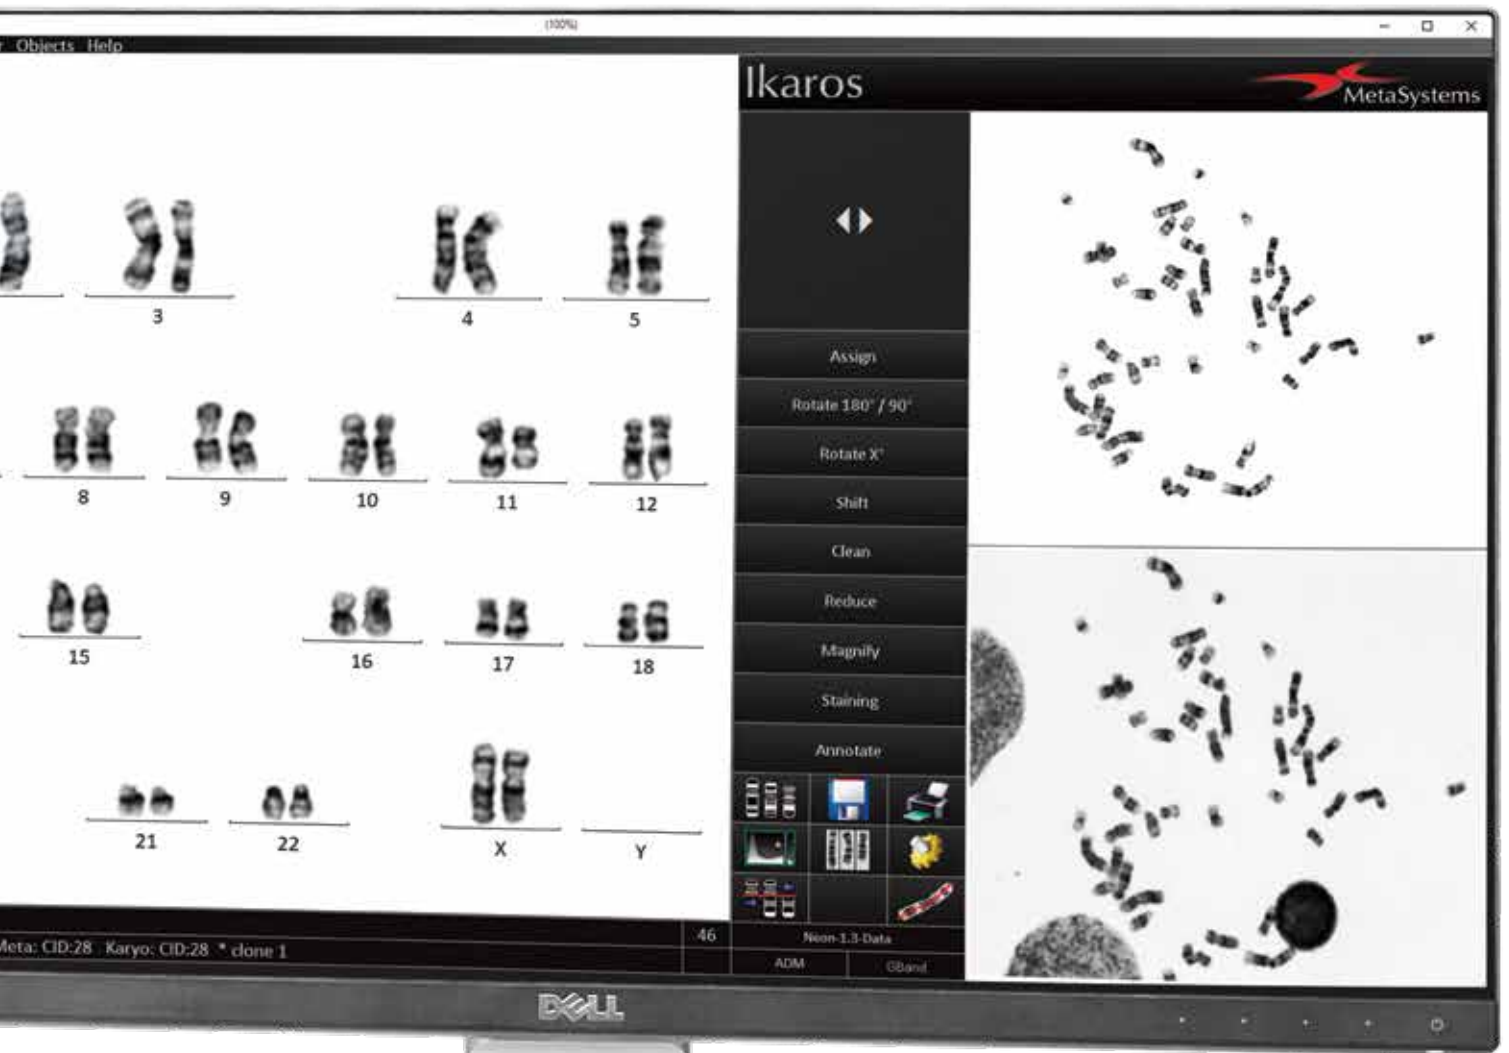 (100%)
Objects Help
Ikaros
MetaSystems
3
4
5
8
9
10
11
12
15
16
17
18
21
22
X
Y
Assign
Rotate 180° / 90°
Rotate X°
Shift
Clean
Reduce
Magnify
Staining
Annotate
Meta: CID:28 Karyo: CID:28 * clone 1
46
Neon-1.3-Data
ADM
GBand
DELL